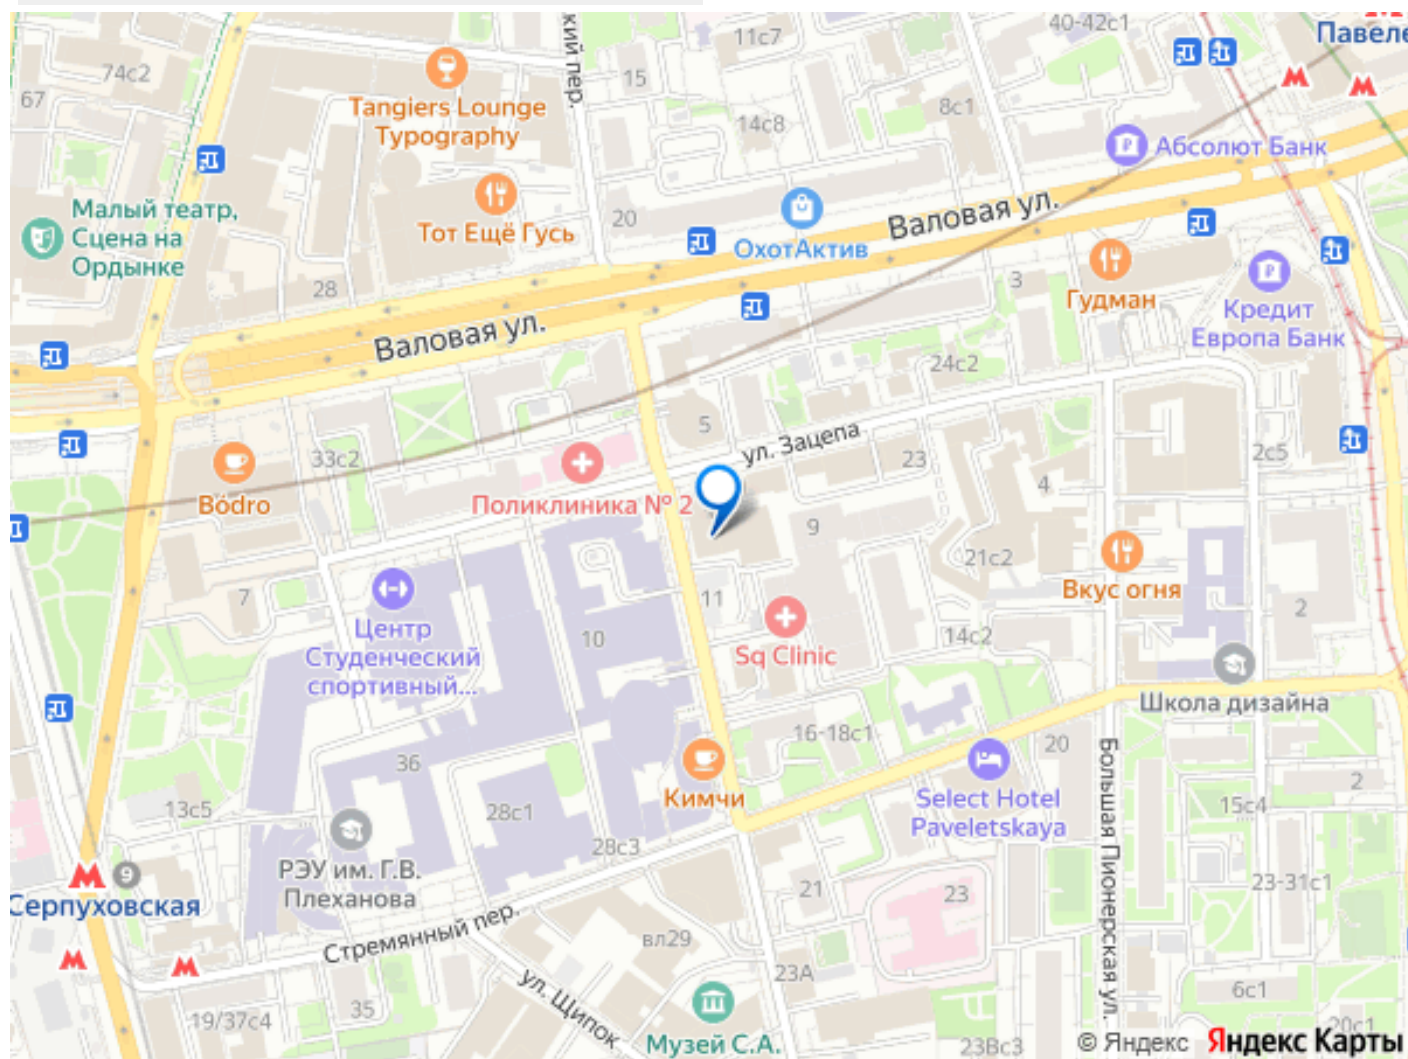 40-42с1
11с7
Павеле
кий пер.
74с2
15
67
Tangiers Lounge
Typography
8с1
14с8
Абсолют Банк
Малый театр,
Сцена на
Ордынке
Тот Ещё Гусь
20
ОхотАктив
Валовая ул.
28
3
Гудман
Кредит
Европа Банк
Валовая ул.
24с2
5
ул. Зацепа
33с2
23
2с5
Bódro
Поликлиника № 2
4
9
21с2
7
11
Вкус огня
2
Центр
Студенческий
спортивный...
10
Sq Clinic
14с2
Школа дизайна
16-18с1
20
36
Кимчи
Select Hotel
Paveletskaya
Большая Пионерская ул.
2
13с5
28с1
15с4
28с3
9
РЭУ им. Г.В.
Плеханова
21
23
23-31с1
Серпуховская
Стремянный пер.
вл29
23А
ул. Щипок
6с1
19/37с4
35
Музей С.А.
23Вс3
20с1
© Яндекс Яндекс Карты